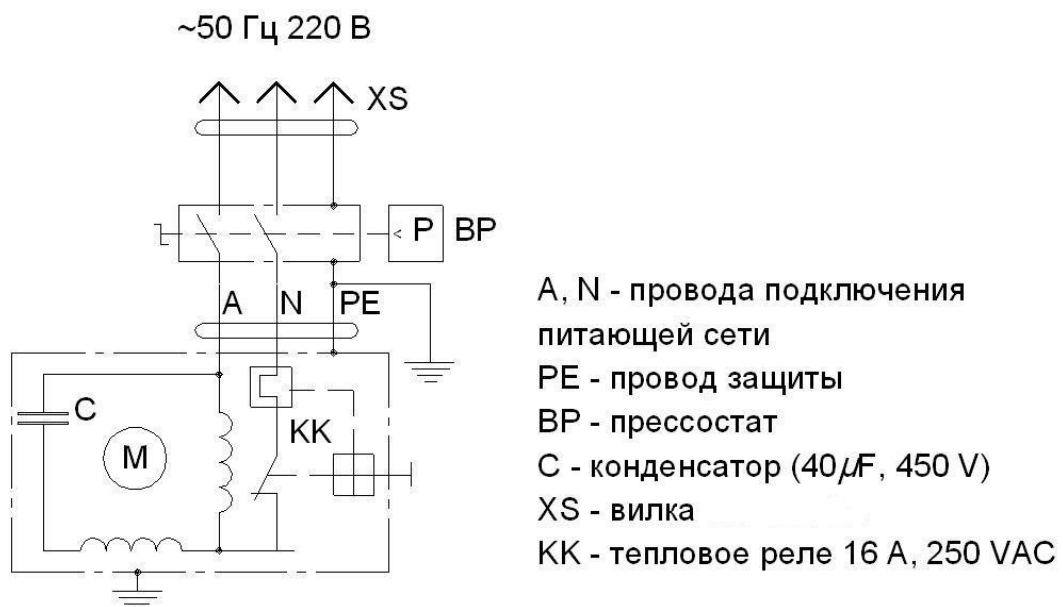 ~50 Гц 220 В
XS
P BP
A N PE
C
KK
M
A, N - провода подключения
питающей сети
PE - провод защиты
BP - прессостат
C - конденсатор (40μF, 450 V)
XS - вилка
KK - тепловое реле 16 А, 250 VAC